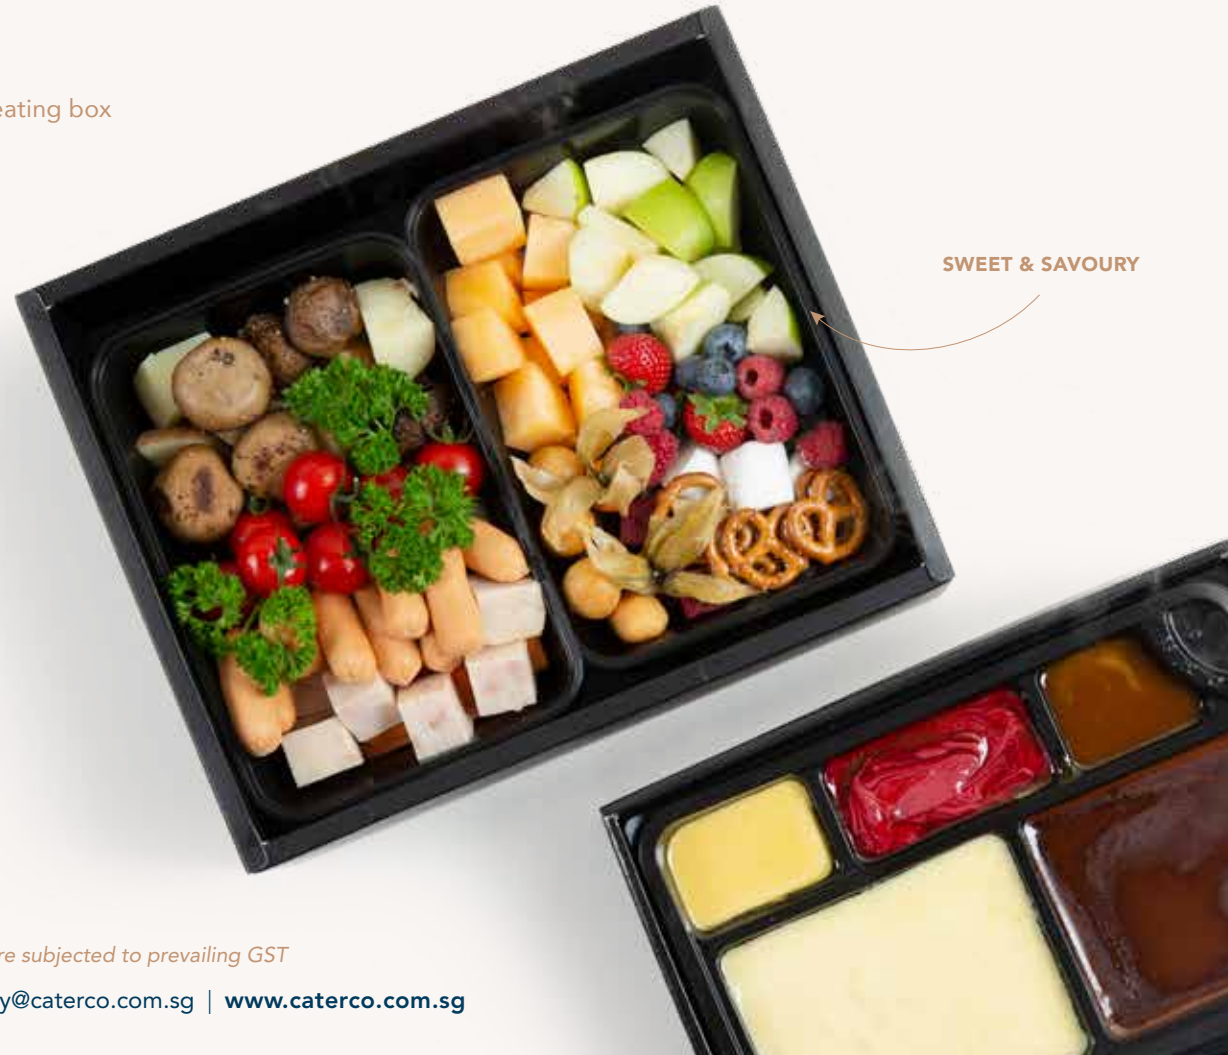 eating box
SWEET & SAVOURY
re subjected to prevailing GST
y@caterco.com.sg | www.caterco.com.sg